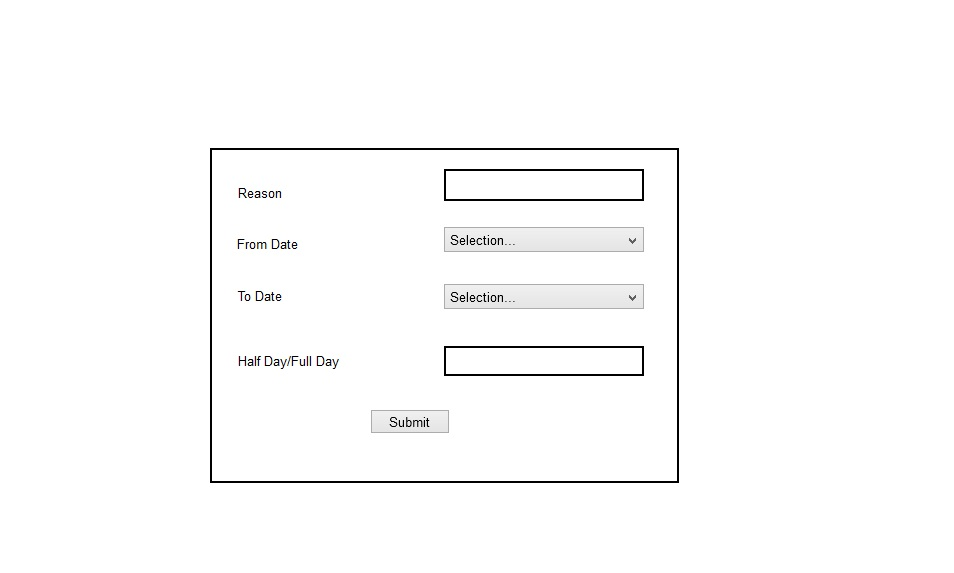 Reason
From Date
Selection...
To Date
Selection...
Half Day/Full Day
Submit